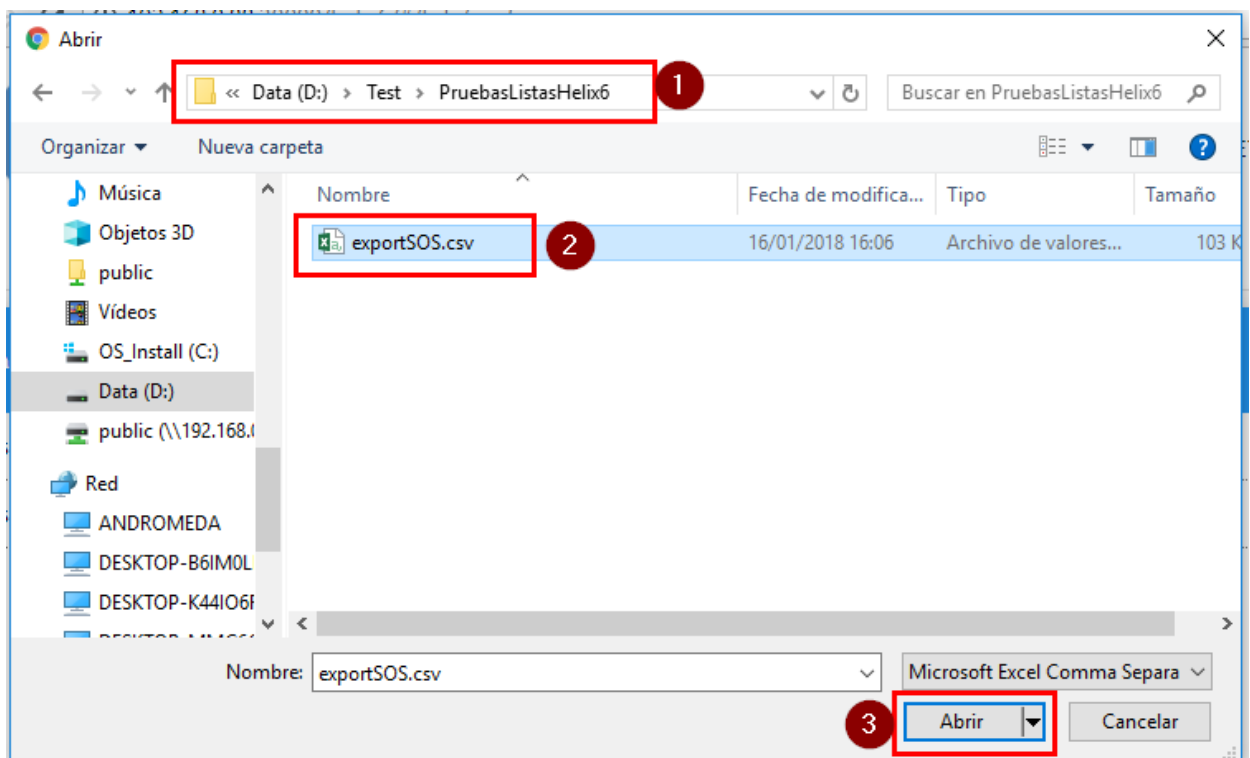 Abrir
« Data (D:) > Test > PruebasListasHelix6
1
Buscar en PruebasListasHelix6
Organizar
Nueva carpeta
Música
Objetos 3D
public
Vídeos
OS_Install (C:)
Data (D:)
public (\\192.168.
Red
ANDROMEDA
DESKTOP-B6IM0L
DESKTOP-K44IO6
Nombre
Fecha de modifica...
Tipo
Tamaño
exportSOS.csv
2
16/01/2018 16:06
Archivo de valores...
103 K
Nombre:
exportSOS.csv
Microsoft Excel Comma Separa
3
Abrir
Cancelar